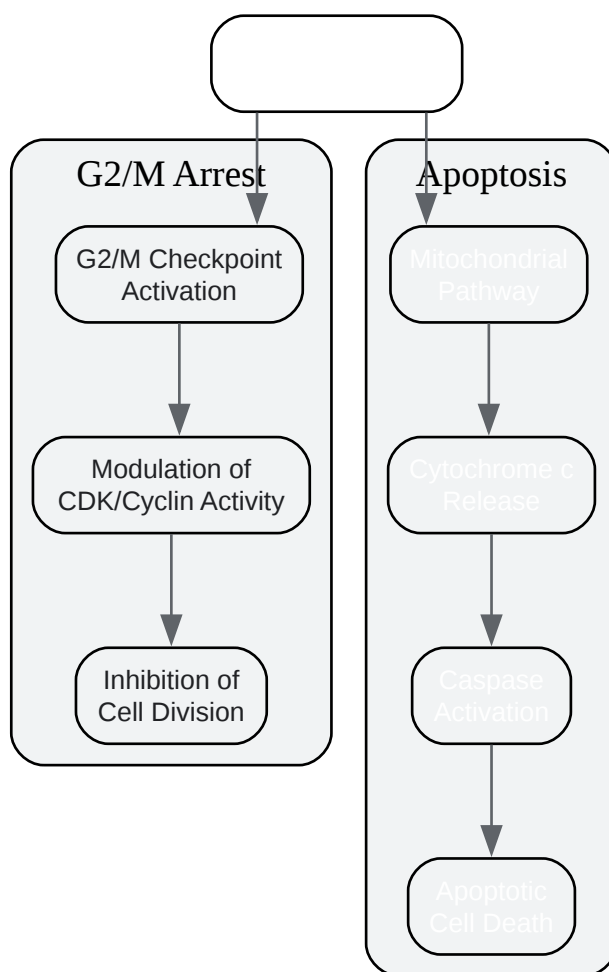 G2/M Arrest
Apoptosis
G2/M Checkpoint
Activation
Mitochondrial
Pathway
Modulation of
CDK/Cyclin Activity
Cytochrome c
Release
Inhibition of
Cell Division
Caspase
Activation
Apoptotic
Cell Death